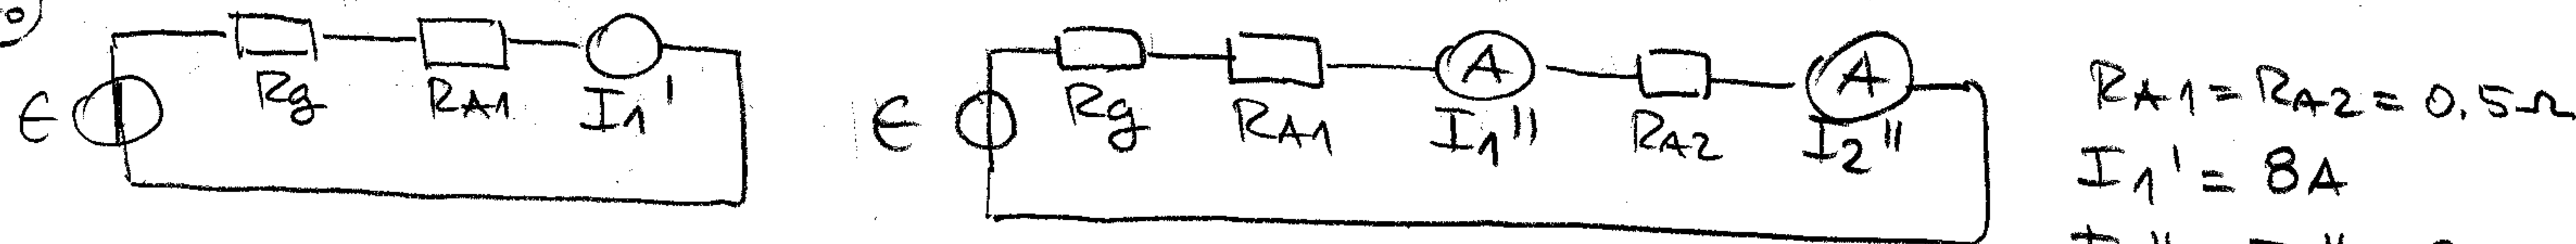 Rg RA1 I1' E
Rg RA1 A I1" RA2 A I2" E
RA1 = RA2 = 0.5Ω
I1' = 8A